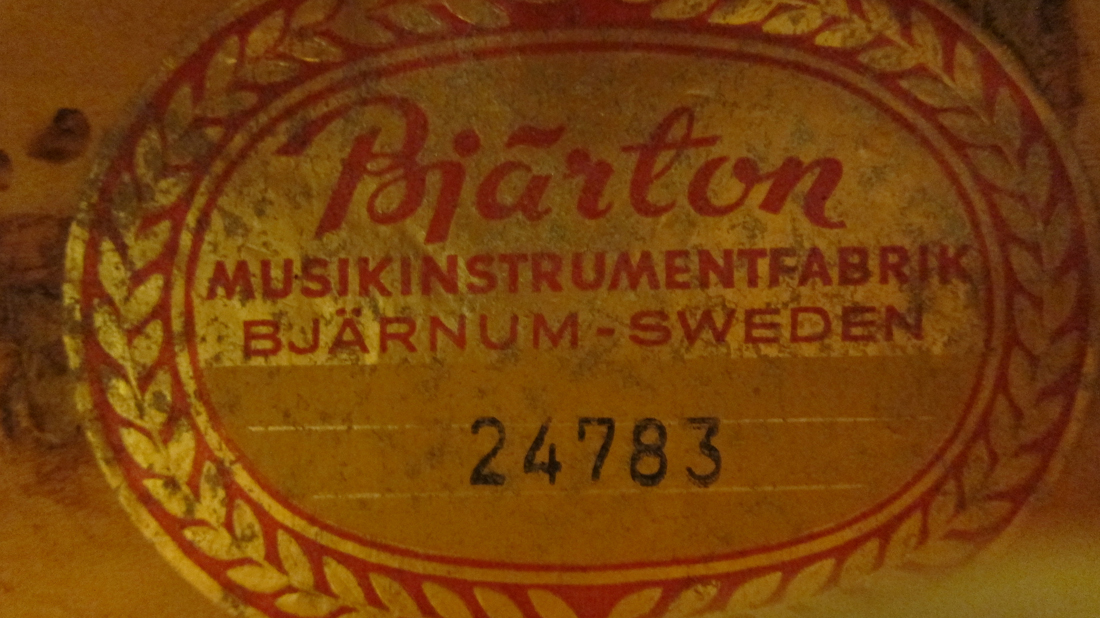 Bjärton
MUSIKINSTRUMENTFABRIK
BJÄRNUM-SWEDEN
24783